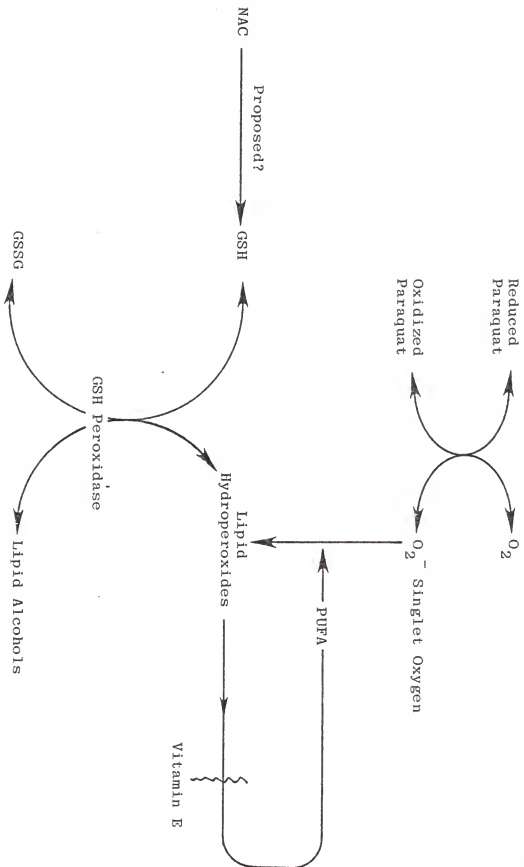 Reduced
Paraquat
O2
Oxidized
Paraquat
O2- Singlet Oxygen
PUFA
Proposed?
NAC
GSH
Lipid
Hydroperoxides
Vitamin E
GSH Peroxidase
GSSG
Lipid Alcohols